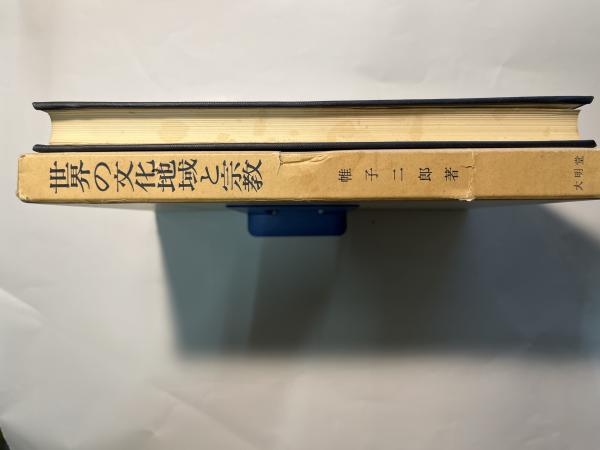 世界の文化地域と宗教
帷子二郎著
大明堂